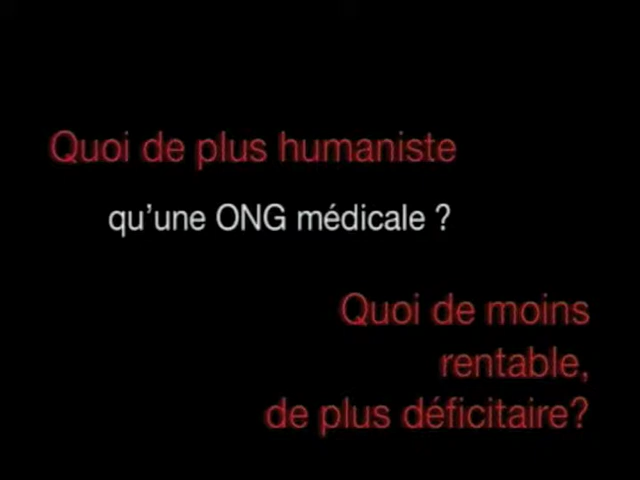 Quoi de plus humaniste
qu'une ONG médicale ?
Quoi de moins
rentable,
de plus déficitaire?